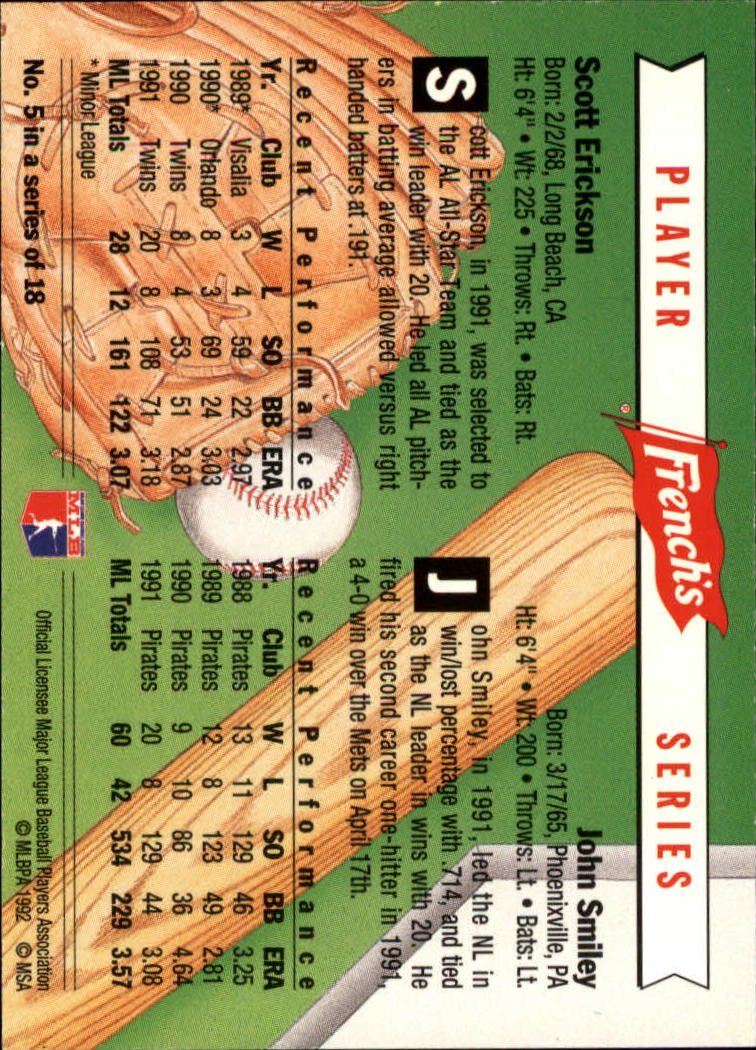 PLAYER French's SERIES
®
Scott Erickson
Born: 2/2/68, Long Beach, CA
Ht: 6'4" • Wt: 225 • Throws: Rt. • Bats: Rt.
Scott Erickson, in 1991, was selected to
the AL All-Star Team and tied as the
win leader with 20. He led all AL pitch-
ers in batting average allowed versus right
handed batters at .191.
Recent Performance
Yr. Club W L SO BB ERA
1989* Visalia 3 4 59 22 2.97
1990* Orlando 8 3 69 24 3.03
1990 Twins 8 4 53 51 2.87
1991 Twins 20 8 108 71 3.18
ML Totals 28 12 161 122 3.07
* Minor League
No. 5 in a series of 18
MLB
John Smiley
Born: 3/17/65, Phoenixville, PA
Ht: 6'4" • Wt: 200 • Throws: Lt. • Bats: Lt.
John Smiley, in 1991, led the NL in
win/lost percentage with .714, and tied
as the NL leader in wins with 20. He
fired his second career one-hitter in 1991,
a 4-0 win over the Mets on April 17th.
Recent Performance
Yr. Club W L SO BB ERA
1988 Pirates 13 11 129 46 3.25
1989 Pirates 12 8 123 49 2.81
1990 Pirates 9 10 86 36 4.64
1991 Pirates 20 8 129 44 3.08
ML Totals 60 42 534 229 3.57
Official Licensee Major League Baseball Players Association
© MLBPA 1992 © MSA